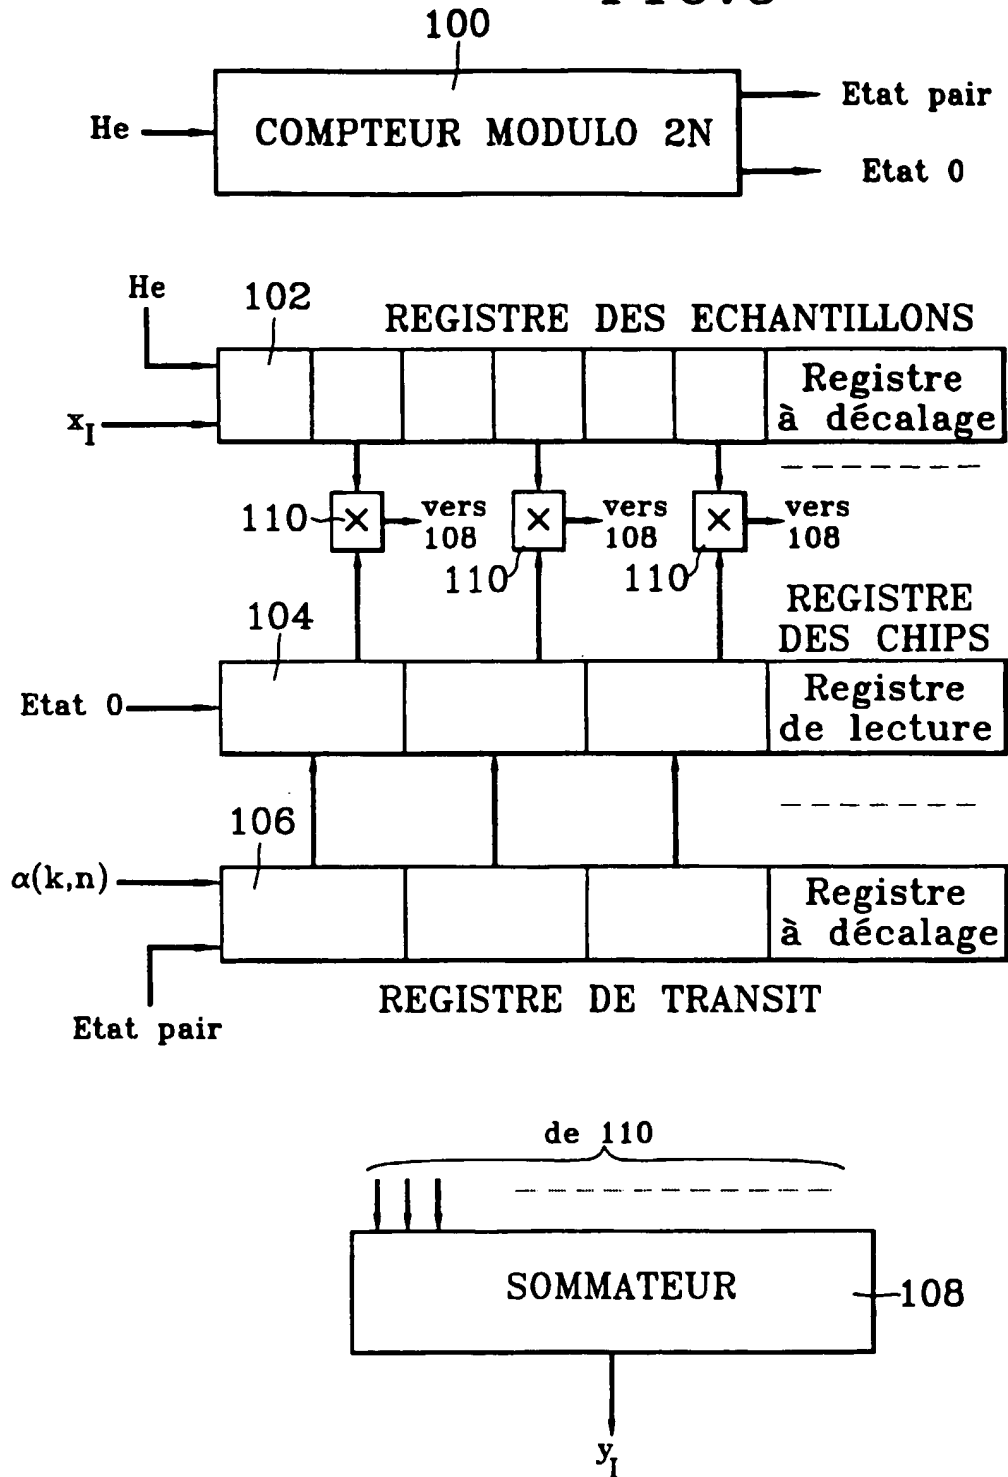 100
He
COMPTEUR MODULO 2N
Etat pair
Etat 0
He
102
REGISTRE DES ECHANTILLONS
x_I
Registre
à décalage
110
×
vers
108
×
110
vers
108
×
110
vers
108
104
REGISTRE
DES CHIPS
Etat 0
Registre
de lecture
106
α(k,n)
Registre
à décalage
Etat pair
REGISTRE DE TRANSIT
de 110
SOMMATEUR
108
y_I